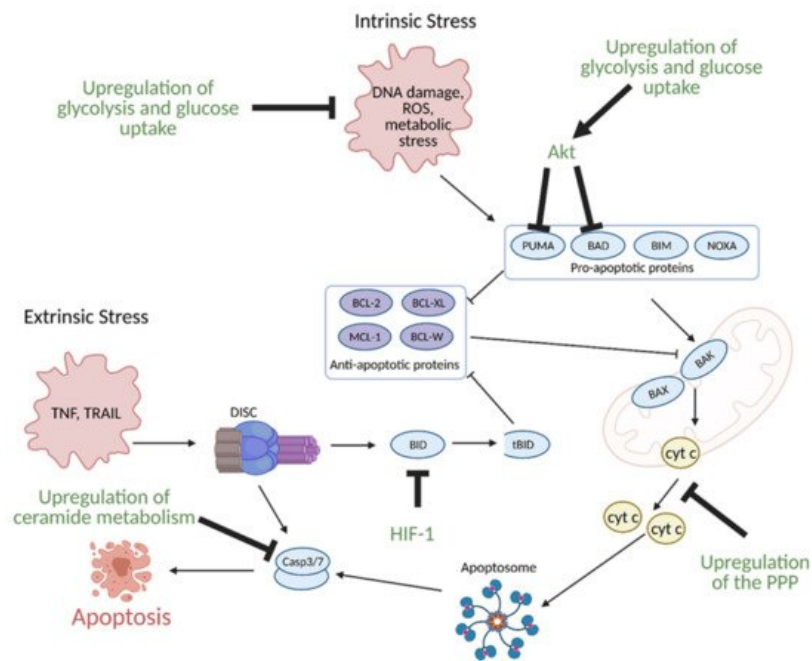 Intrinsic Stress
Upregulation of
glycolysis and glucose
uptake
DNA damage,
ROS,
metabolic
stress
Upregulation of
glycolysis and glucose
uptake
Akt
PUMA
BAD
BIM
NOXA
Pro-apoptotic proteins
BCL-2
BCL-XL
MCL-1
BCL-W
Anti-apoptotic proteins
BAK
BAX
Extrinsic Stress
TNF, TRAIL
DISC
BID
tBID
cyt c
cyt c
cyt c
Upregulation of
ceramide metabolism
HIF-1
Upregulation
of the PPP
Casp3/7
Apoptosome
Apoptosis